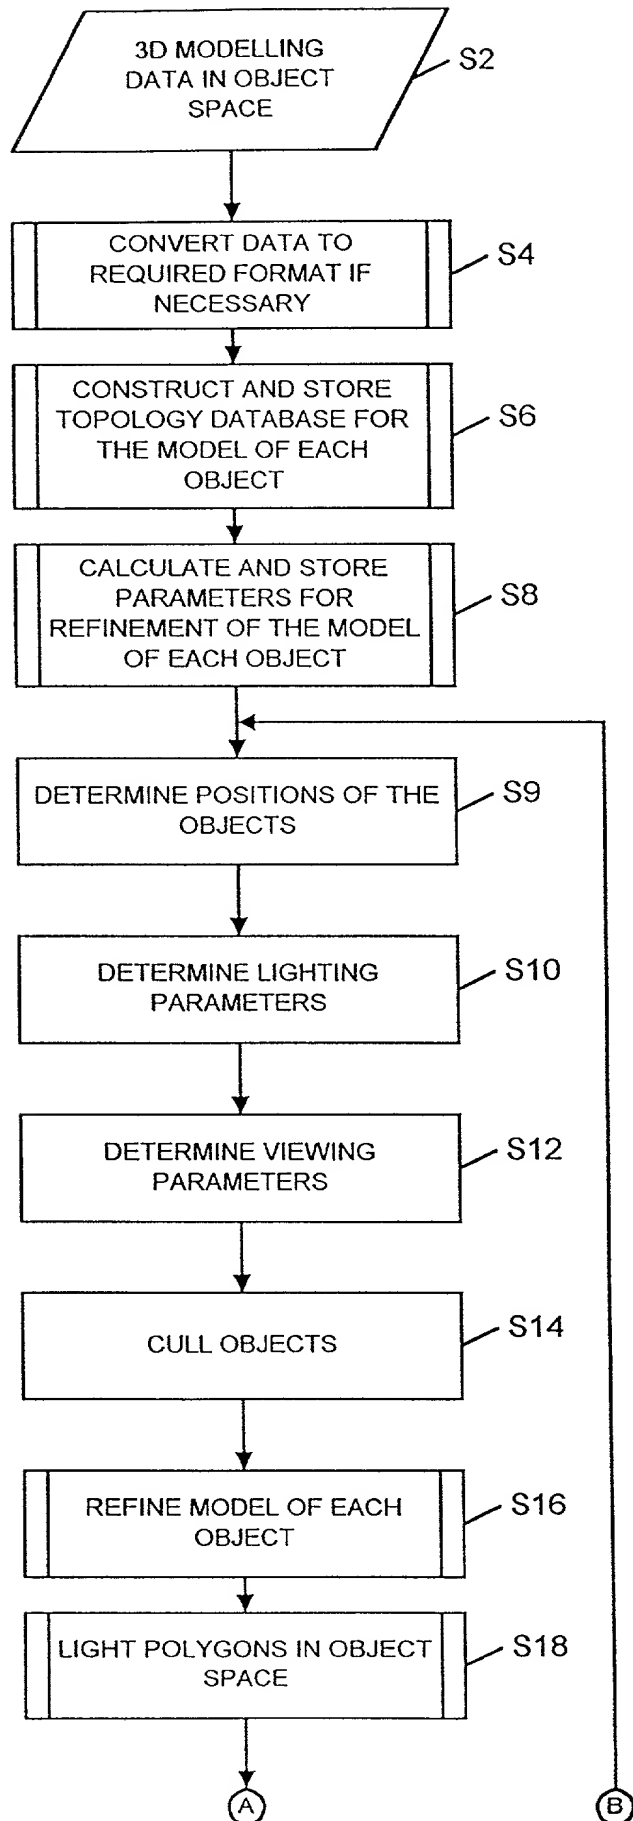 3D MODELLING
DATA IN OBJECT
SPACE
S2
CONVERT DATA TO
REQUIRED FORMAT IF
NECESSARY
S4
CONSTRUCT AND STORE
TOPOLOGY DATABASE FOR
THE MODEL OF EACH
OBJECT
S6
CALCULATE AND STORE
PARAMETERS FOR
REFINEMENT OF THE MODEL
OF EACH OBJECT
S8
DETERMINE POSITIONS OF THE
OBJECTS
S9
DETERMINE LIGHTING
PARAMETERS
S10
DETERMINE VIEWING
PARAMETERS
S12
CULL OBJECTS
S14
REFINE MODEL OF EACH
OBJECT
S16
LIGHT POLYGONS IN OBJECT
SPACE
S18
A
B